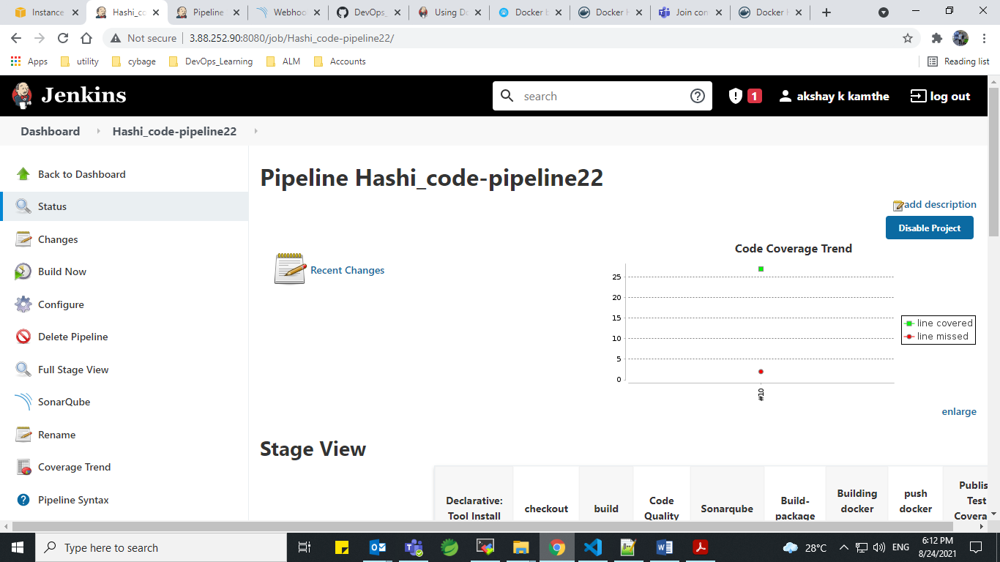 Instance
Hashi_co
Pipeline
Webhoo
DevOps_
Using Do
Docker b
Docker H
Join con
Docker H
Not secure 3.88.252.90:8080/job/Hashi_code-pipeline22/
Apps utility cybage DevOps_Learning ALM Accounts Reading list
Jenkins search 1 akshay k kamthe log out
Dashboard Hashi_code-pipeline22
Back to Dashboard
Status
Changes
Build Now
Configure
Delete Pipeline
Full Stage View
SonarQube
Rename
Coverage Trend
Pipeline Syntax
Pipeline Hashi_code-pipeline22
add description
Disable Project
Recent Changes
Code Coverage Trend
25
20
15
10
5
0
#10
line covered
line missed
enlarge
Stage View
Declarative:
Tool Install
checkout
build
Code
Quality
Sonarqube
Build-
package
Building
docker
push
docker
Publis
Test
Covera
Type here to search
28°C
ENG
6:12 PM
8/24/2021